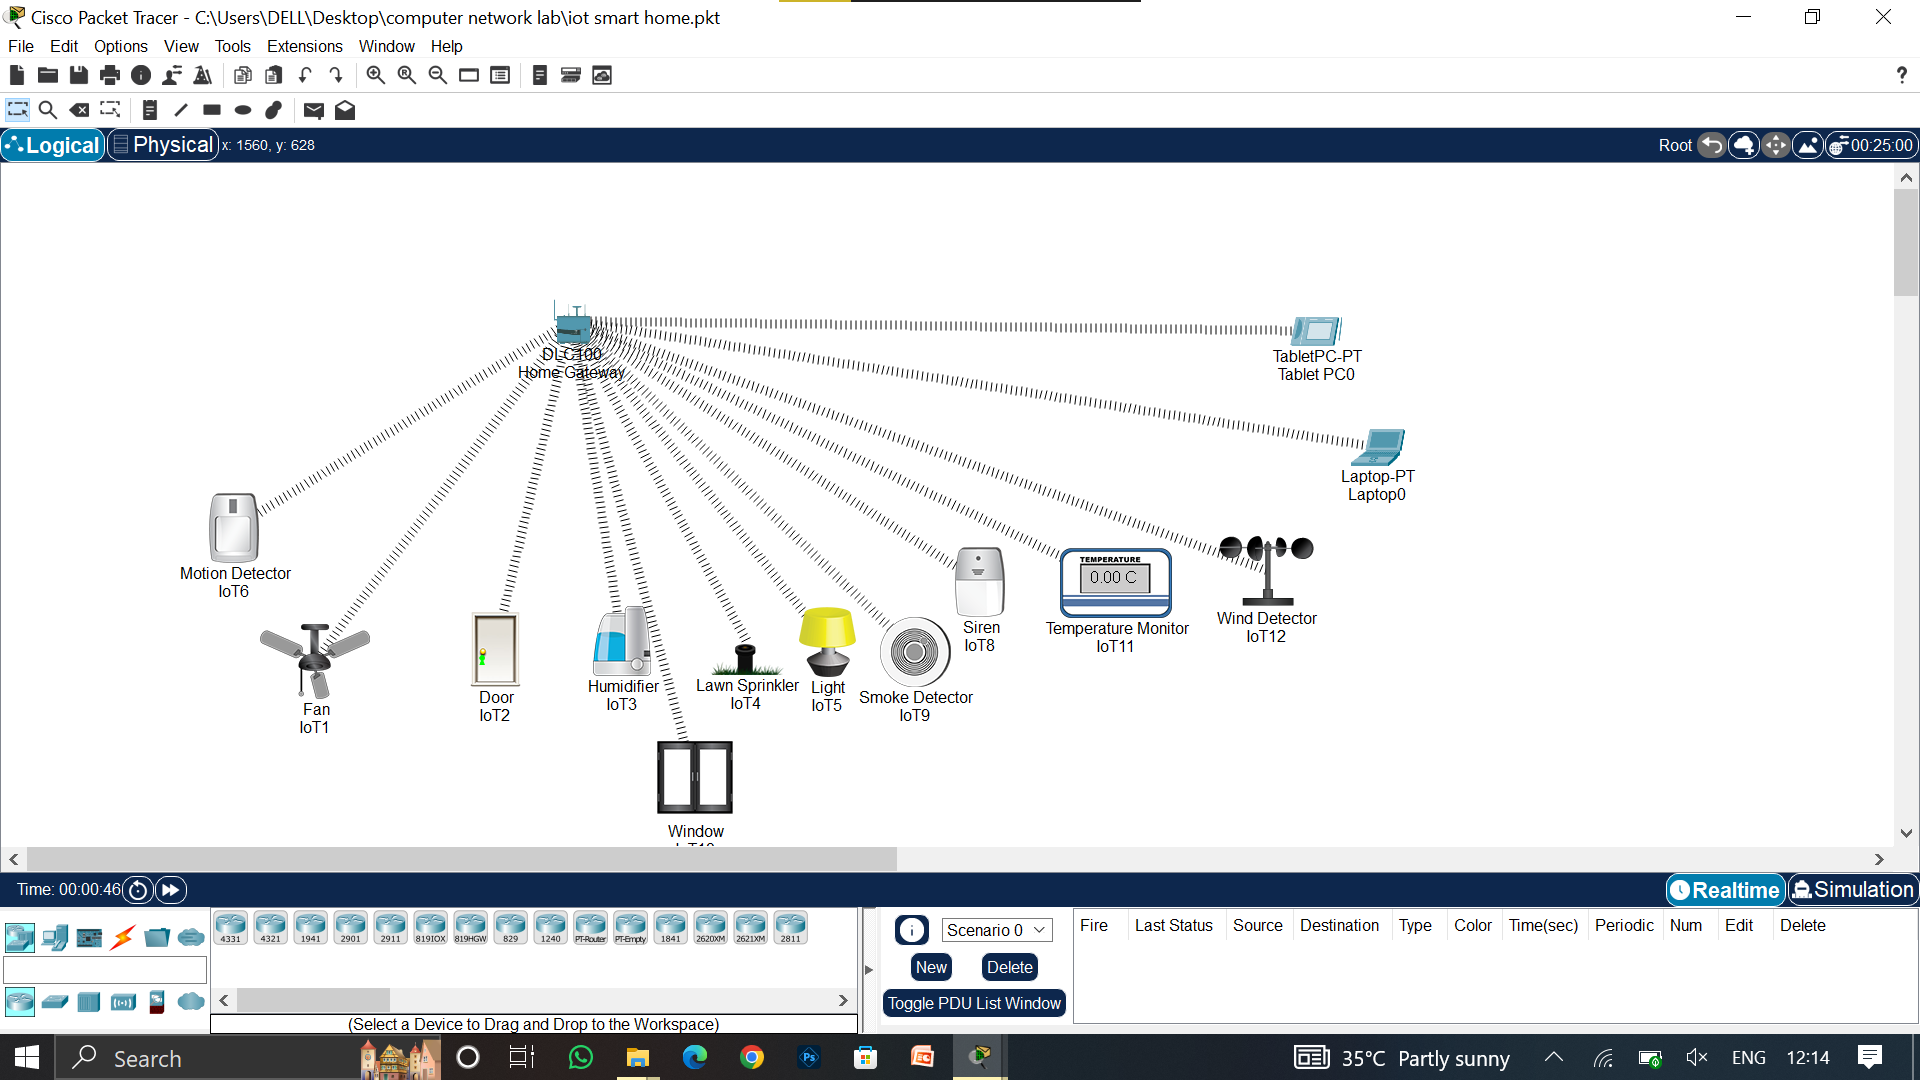 Cisco Packet Tracer - C:\Users\DELL\Desktop\computer network lab\iot smart home.pkt
File Edit Options View Tools Extensions Window Help
?
Logical Physical x: 1560, y: 628 Root 00:25:00
DLC100
Home Gateway
TabletPC-PT
Tablet PC0
Laptop-PT
Laptop0
Motion Detector
IoT6
TEMPERATURE
0.00 C
Siren
IoT8
Temperature Monitor
IoT11
Wind Detector
IoT12
Fan
IoT1
Door
IoT2
Humidifier
IoT3
Lawn Sprinkler
IoT4
Light
IoT5
Smoke Detector
IoT9
Window
Time: 00:00:46 Realtime Simulation
4331 4321 1941 2901 2911 819IOX 819HGW 829 1240 PT-Router PT-Empty 1841 2620XM 2621XM 2811
(Select a Device to Drag and Drop to the Workspace)
Scenario 0
New Delete
Toggle PDU List Window
Fire Last Status Source Destination Type Color Time(sec) Periodic Num Edit Delete
Search
35°C Partly sunny
ENG 12:14